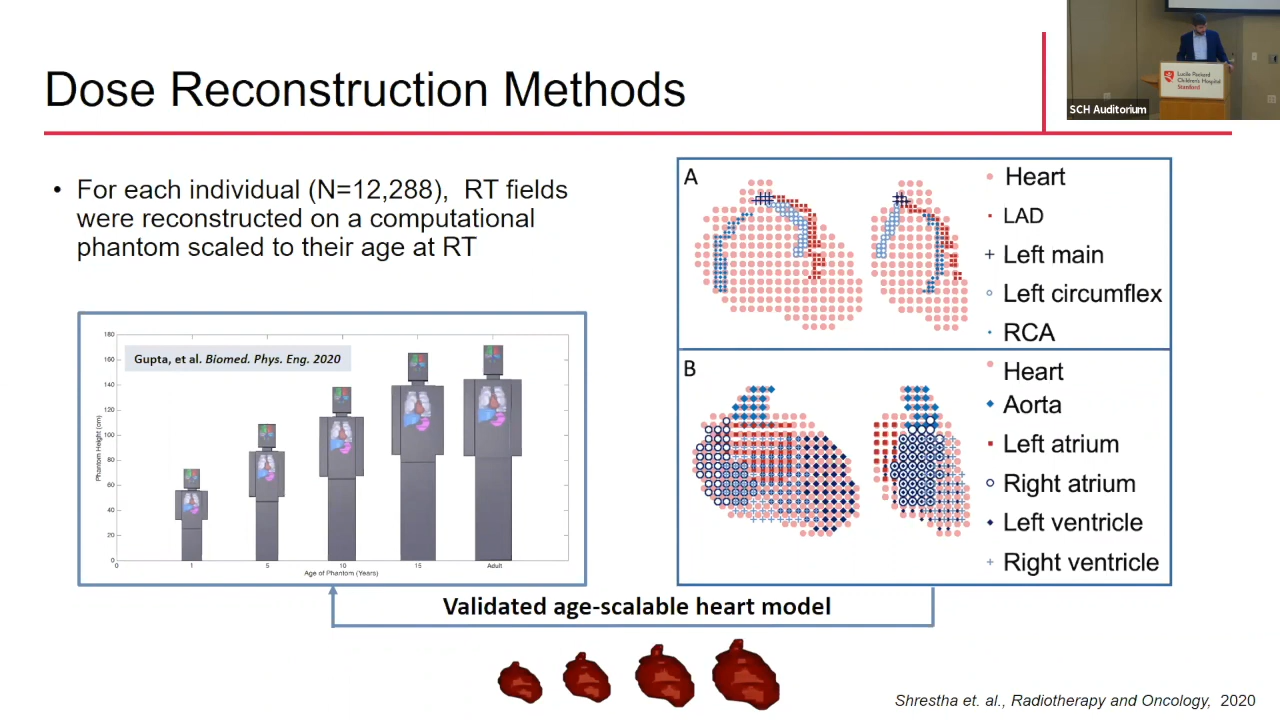 Dose Reconstruction Methods
SCH Auditorium
Lucile Packard
Children's Hospital
Stanford
• For each individual (N=12,288), RT fields
were reconstructed on a computational
phantom scaled to their age at RT
Gupta, et al. Biomed. Phys. Eng. 2020
Phantom Height (cm)
180
160
140
120
100
80
60
40
20
0
0 1 5 10 15 Adult
Age of Phantom (Years)
A
Heart
LAD
Left main
Left circumflex
RCA
B
Heart
Aorta
Left atrium
Right atrium
Left ventricle
Right ventricle
Validated age-scalable heart model
Shrestha et. al., Radiotherapy and Oncology, 2020